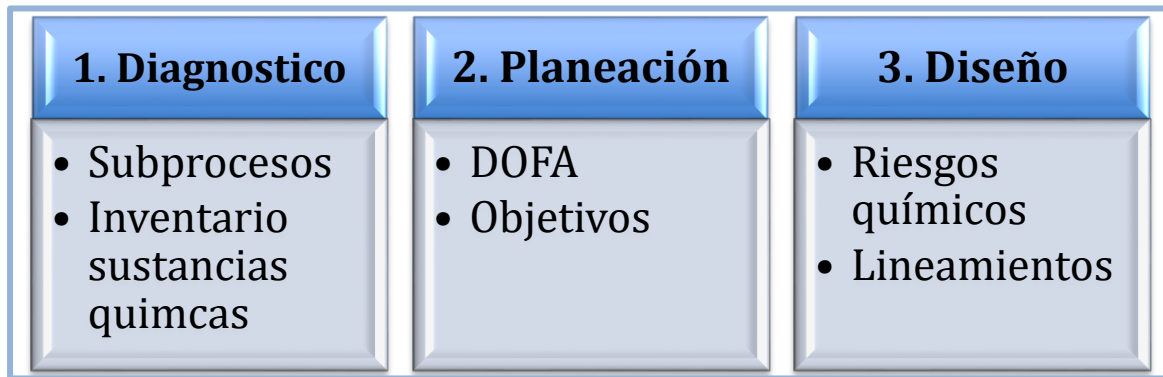 1. Diagnostico
• Subprocesos
• Inventario
sustancias
quimcas
2. Planeación
• DOFA
• Objetivos
3. Diseño
• Riesgos
químicos
• Lineamientos